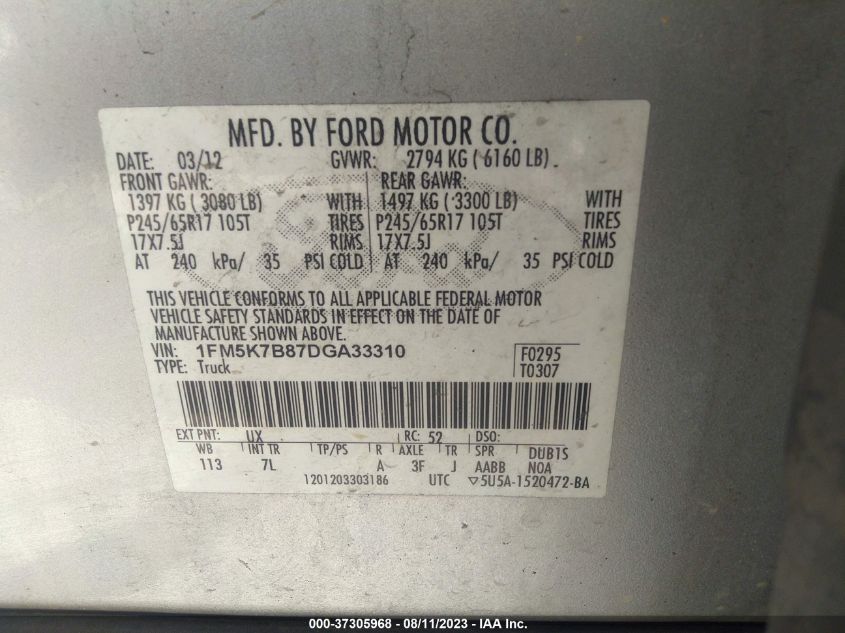 MFD. BY FORD MOTOR CO.
DATE: 03/12 GVWR: 2794 KG ( 6160 LB)
FRONT GAWR: REAR GAWR:
1397 KG ( 3080 LB) WITH 1497 KG ( 3300 LB) WITH
P245/65R17 105T TIRES P245/65R17 105T TIRES
17X7.5J RIMS 17X7.5J RIMS
AT 240 kPa/ 35 PSI COLD AT 240 kPa/ 35 PSI COLD
THIS VEHICLE CONFORMS TO ALL APPLICABLE FEDERAL MOTOR
VEHICLE SAFETY STANDARDS IN EFFECT ON THE DATE OF
MANUFACTURE SHOWN ABOVE.
VIN: 1FM5K7B87DGA33310 F0295
TYPE: Truck T0307
EXT PNT: UX RC: 52 DSO:
WB INT TR TP/PS R AXLE TR SPR DUB1S
113 7L A 3F J AABB N0A
1201203303186 UTC ▽5U5A-1520472-BA
000-37305968 - 08/11/2023 - IAA Inc.